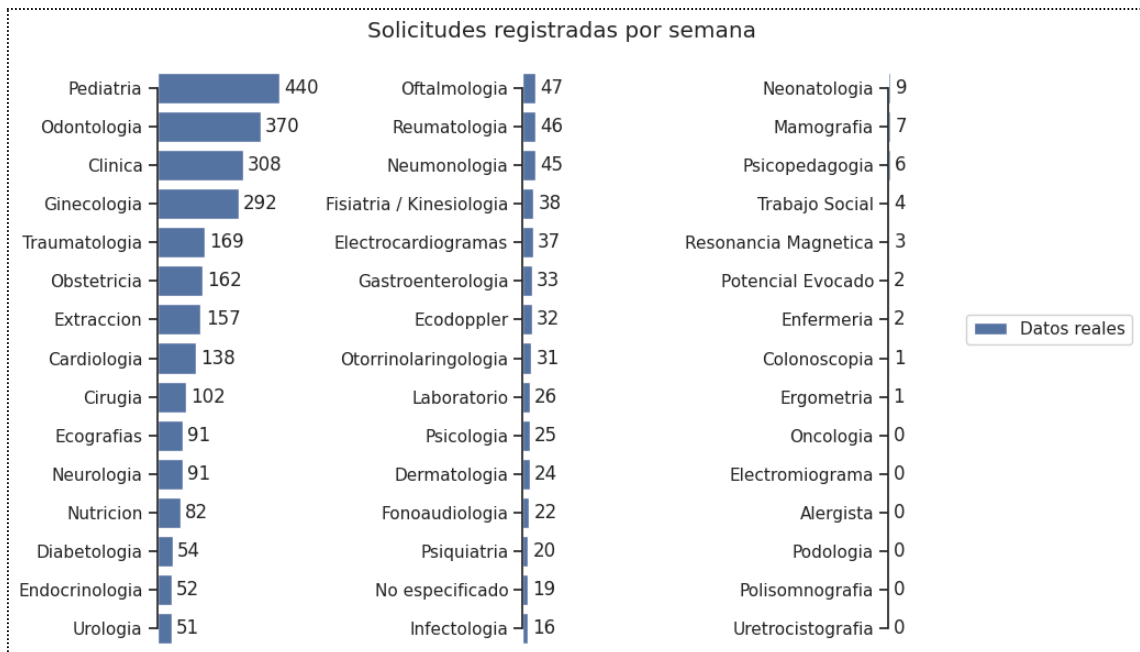 Solicitudes registradas por semana
Pediatria 440
Odontologia 370
Clinica 308
Ginecologia 292
Traumatologia 169
Obstetricia 162
Extraccion 157
Cardiologia 138
Cirugia 102
Ecografias 91
Neurologia 91
Nutricion 82
Diabetologia 54
Endocrinologia 52
Urologia 51
Oftalmologia 47
Reumatologia 46
Neumonologia 45
Fisiatria / Kinesiologia 38
Electrocardiogramas 37
Gastroenterologia 33
Ecodoppler 32
Otorrinolaringologia 31
Laboratorio 26
Psicologia 25
Dermatologia 24
Fonoaudiologia 22
Psiquiatria 20
No especificado 19
Infectologia 16
Neonatologia 9
Mamografia 7
Psicopedagogia 6
Trabajo Social 4
Resonancia Magnetica 3
Potencial Evocado 2
Enfermeria 2
Colonoscopia 1
Ergometria 1
Oncologia 0
Electromiograma 0
Alergista 0
Podologia 0
Polisomnografia 0
Uretrocistografia 0
Datos reales